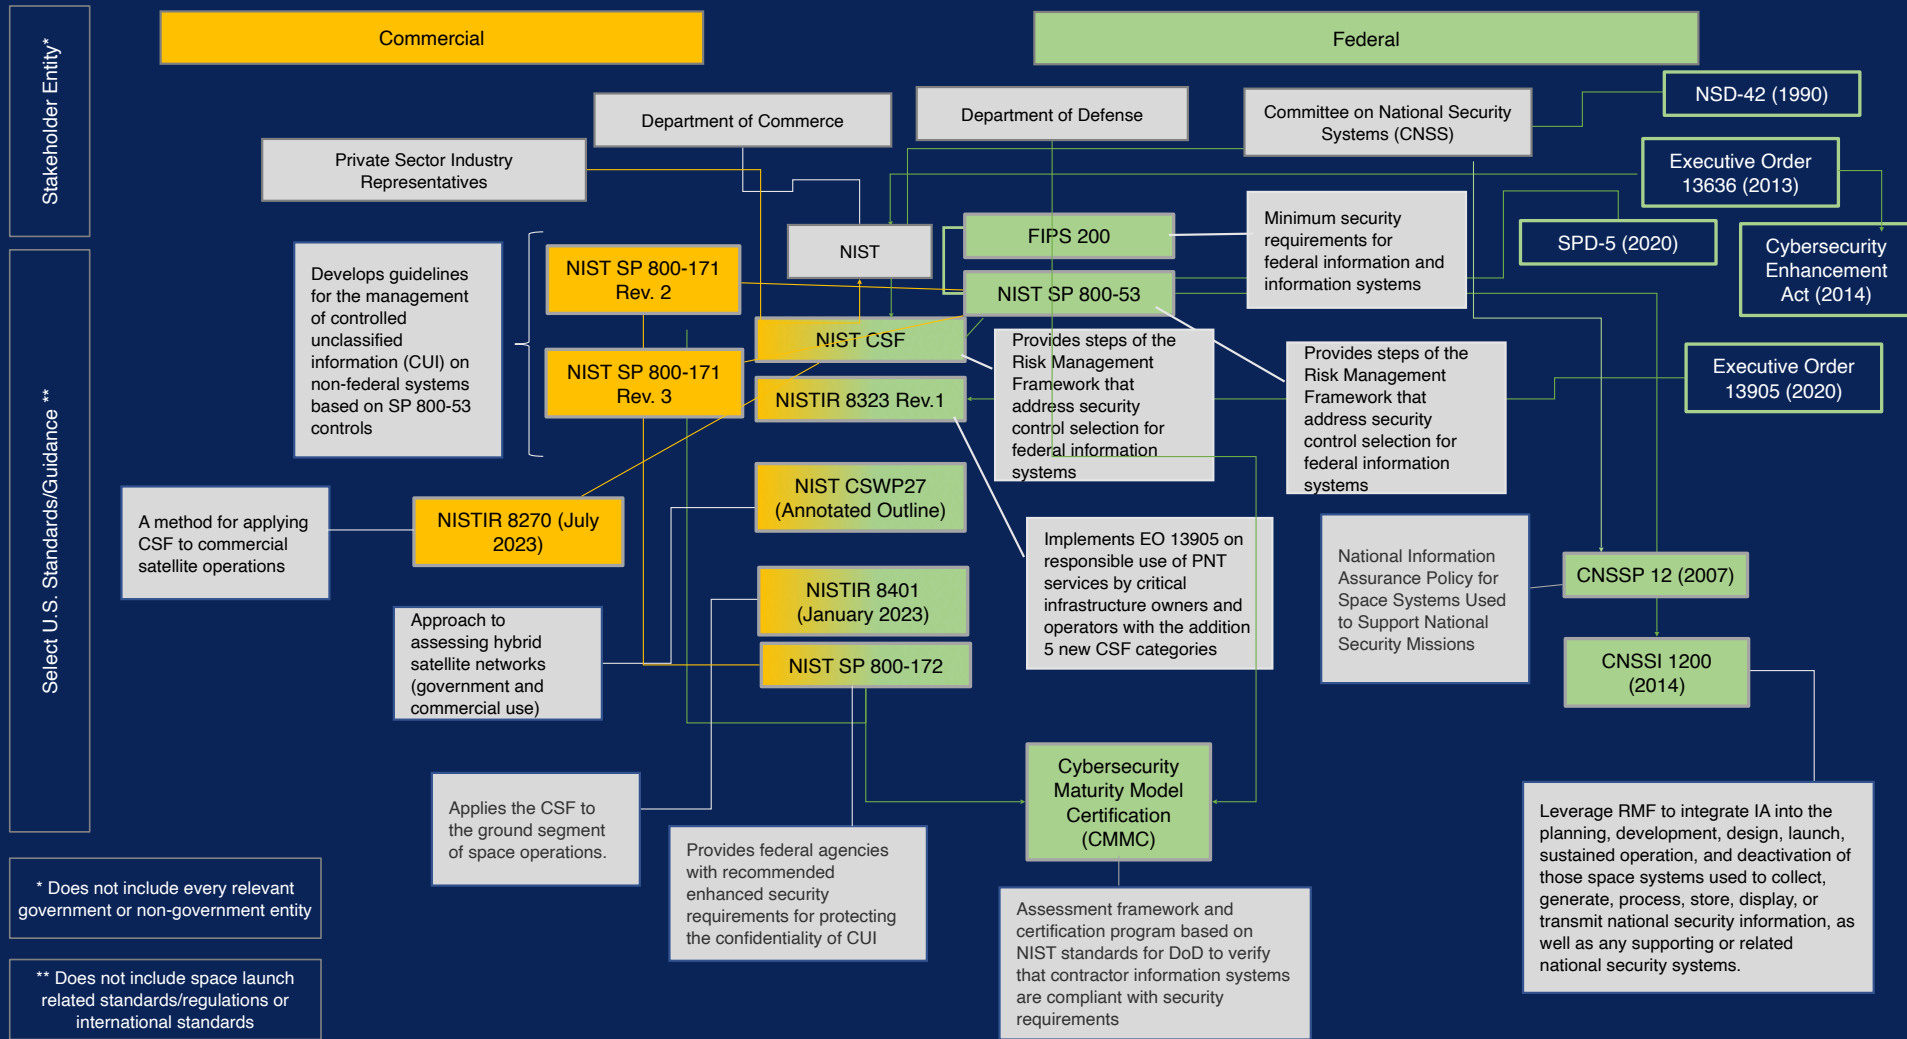 Stakeholder Entity*
Commercial
Federal
NSD-42 (1990)
Department of Commerce
Department of Defense
Committee on National Security
Systems (CNSS)
Private Sector Industry
Representatives
Executive Order
13636 (2013)
SPD-5 (2020)
Cybersecurity
Enhancement
Act (2014)
NIST
Select U.S. Standards/Guidance **
Develops guidelines
for the management
of controlled
unclassified
information (CUI) on
non-federal systems
based on SP 800-53
controls
NIST SP 800-171
Rev. 2
NIST SP 800-171
Rev. 3
FIPS 200
NIST SP 800-53
Minimum security
requirements for
federal information and
information systems
NIST CSF
NISTIR 8323 Rev.1
Provides steps of the
Risk Management
Framework that
address security
control selection for
federal information
systems
Provides steps of the
Risk Management
Framework that
address security
control selection for
federal information
systems
Executive Order
13905 (2020)
NIST CSWP27
(Annotated Outline)
A method for applying
CSF to commercial
satellite operations
NISTIR 8270 (July
2023)
Implements EO 13905 on
responsible use of PNT
services by critical
infrastructure owners and
operators with the addition
5 new CSF categories
National Information
Assurance Policy for
Space Systems Used
to Support National
Security Missions
CNSSP 12 (2007)
CNSSI 1200
(2014)
NISTIR 8401
(January 2023)
NIST SP 800-172
Approach to
assessing hybrid
satellite networks
(government and
commercial use)
Applies the CSF to
the ground segment
of space operations.
Provides federal agencies
with recommended
enhanced security
requirements for protecting
the confidentiality of CUI
Cybersecurity
Maturity Model
Certification
(CMMC)
Assessment framework and
certification program based on
NIST standards for DoD to verify
that contractor information systems
are compliant with security
requirements
Leverage RMF to integrate IA into the
planning, development, design, launch,
sustained operation, and deactivation of
those space systems used to collect,
generate, process, store, display, or
transmit national security information, as
well as any supporting or related
national security systems.
* Does not include every relevant
government or non-government entity
** Does not include space launch
related standards/regulations or
international standards